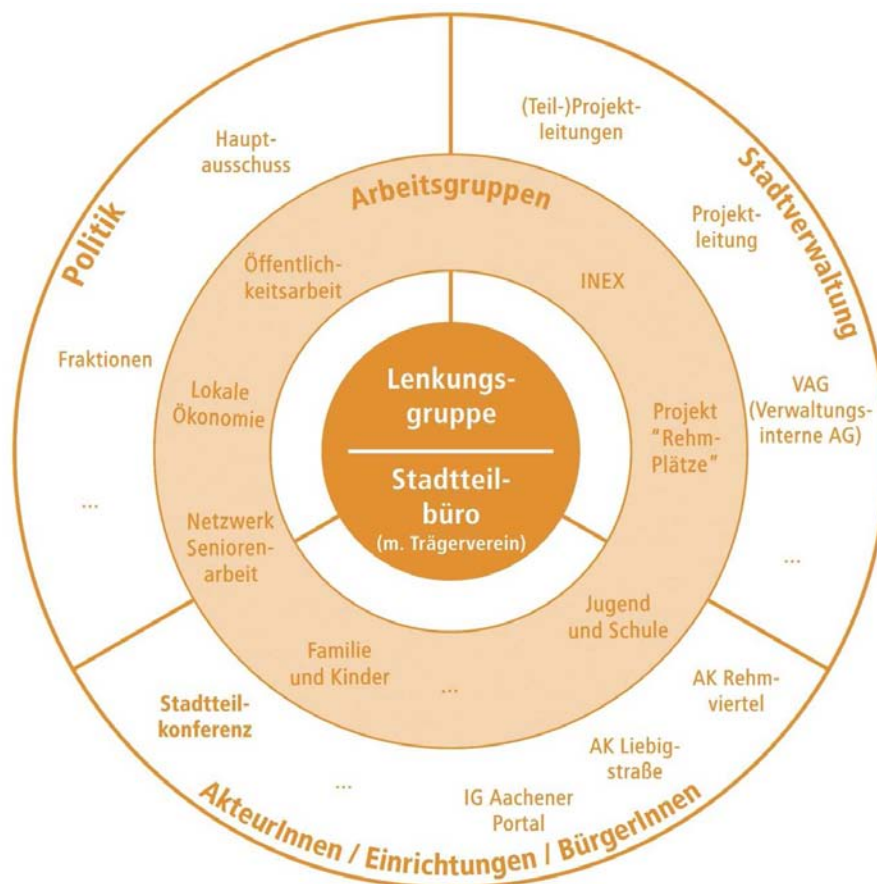 Politik
Haupt-
ausschuss
Fraktionen
...
Stadtverwaltung
(Teil-)Projekt-
leitungen
Projekt-
leitung
VAG
(Verwaltungs-
interne AG)
...
Arbeitsgruppen
Öffentlich-
keitsarbeit
INEX
Lokale
Ökonomie
Projekt
"Rehm-
Plätze"
Netzwerk
Senioren-
arbeit
Jugend
und Schule
Familie
und Kinder
...
Lenkungs-
gruppe
Stadtteil-
büro
(m. Trägerverein)
Stadtteil-
konferenz
...
IG Aachener
Portal
AK Liebig-
straße
AK Rehm-
viertel
AkteurInnen / Einrichtungen / BürgerInnen